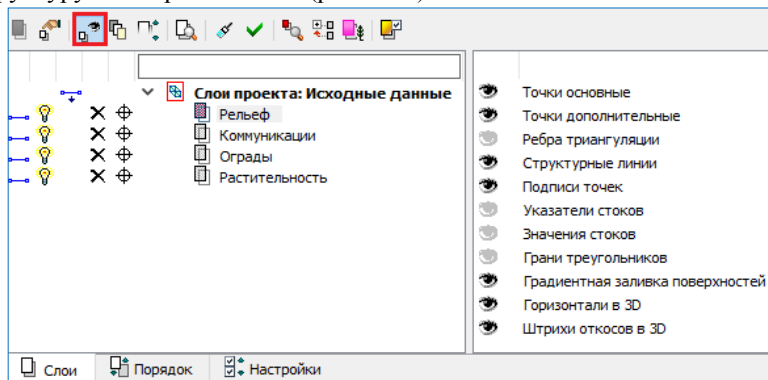 Слои проекта: Исходные данные
Рельеф
Коммуникации
Ограды
Растительность
Точки основные
Точки дополнительные
Ребра триангуляции
Структурные линии
Подписи точек
Указатели стоков
Значения стоков
Грани треугольников
Градиентная заливка поверхностей
Горизонтали в 3D
Штрихи откосов в 3D
Слои
Порядок
Настройки